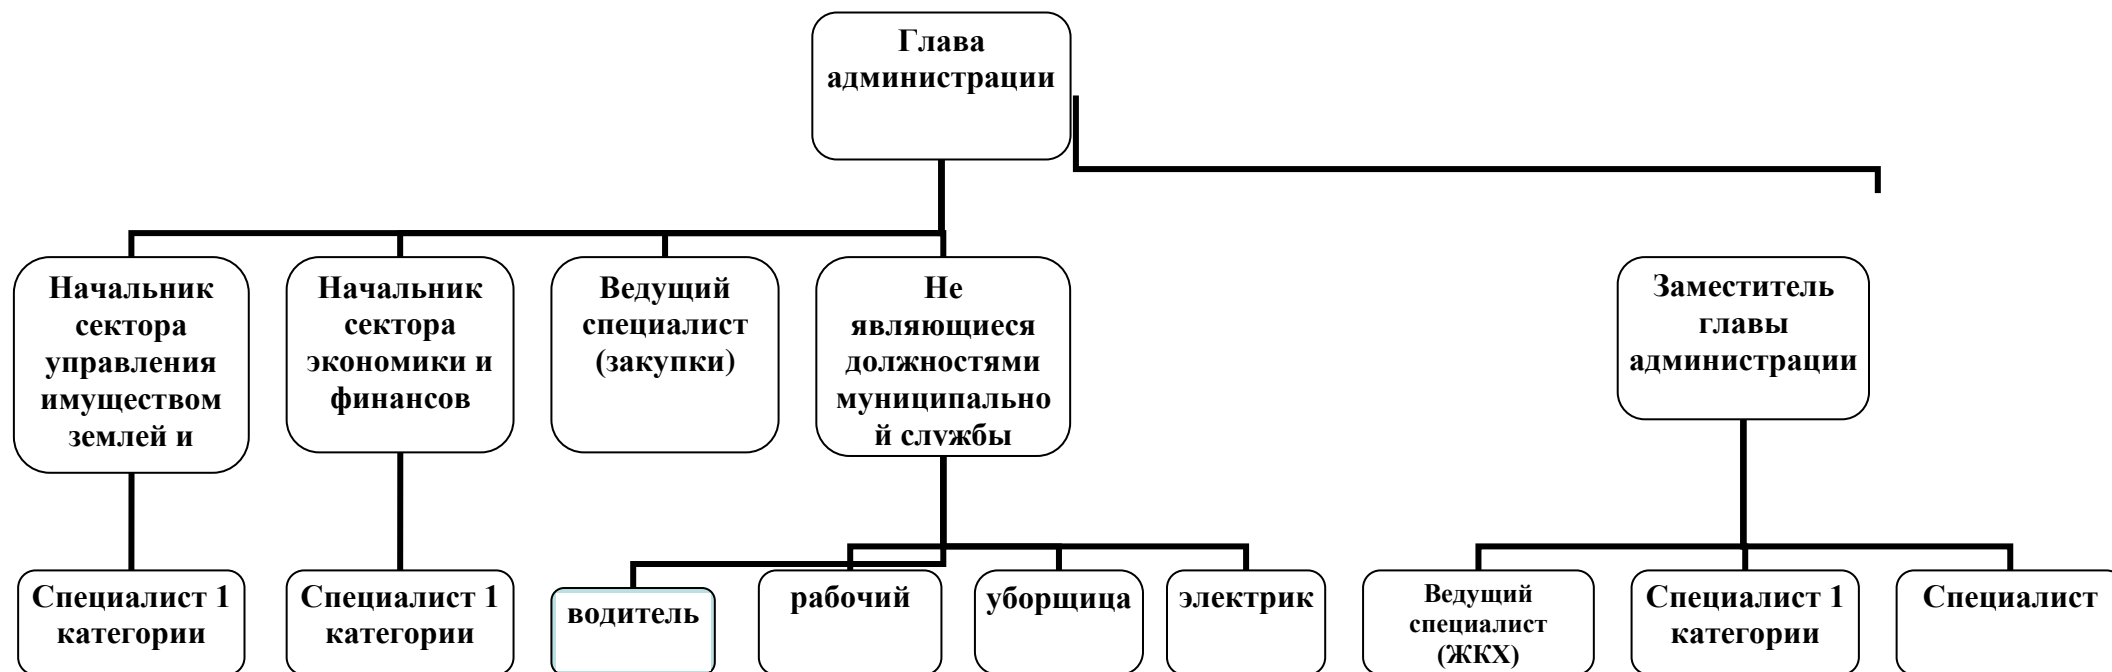 Глава
администрации
Начальник
сектора
управления
имуществом
землей и
Начальник
сектора
экономики и
финансов
Ведущий
специалист
(закупки)
Не
являющиеся
должностями
муниципально
й службы
Заместитель
главы
администрации
Специалист 1
категории
Специалист 1
категории
водитель
рабочий
уборщица
электрик
Ведущий
специалист
(ЖКХ)
Специалист 1
категории
Специалист